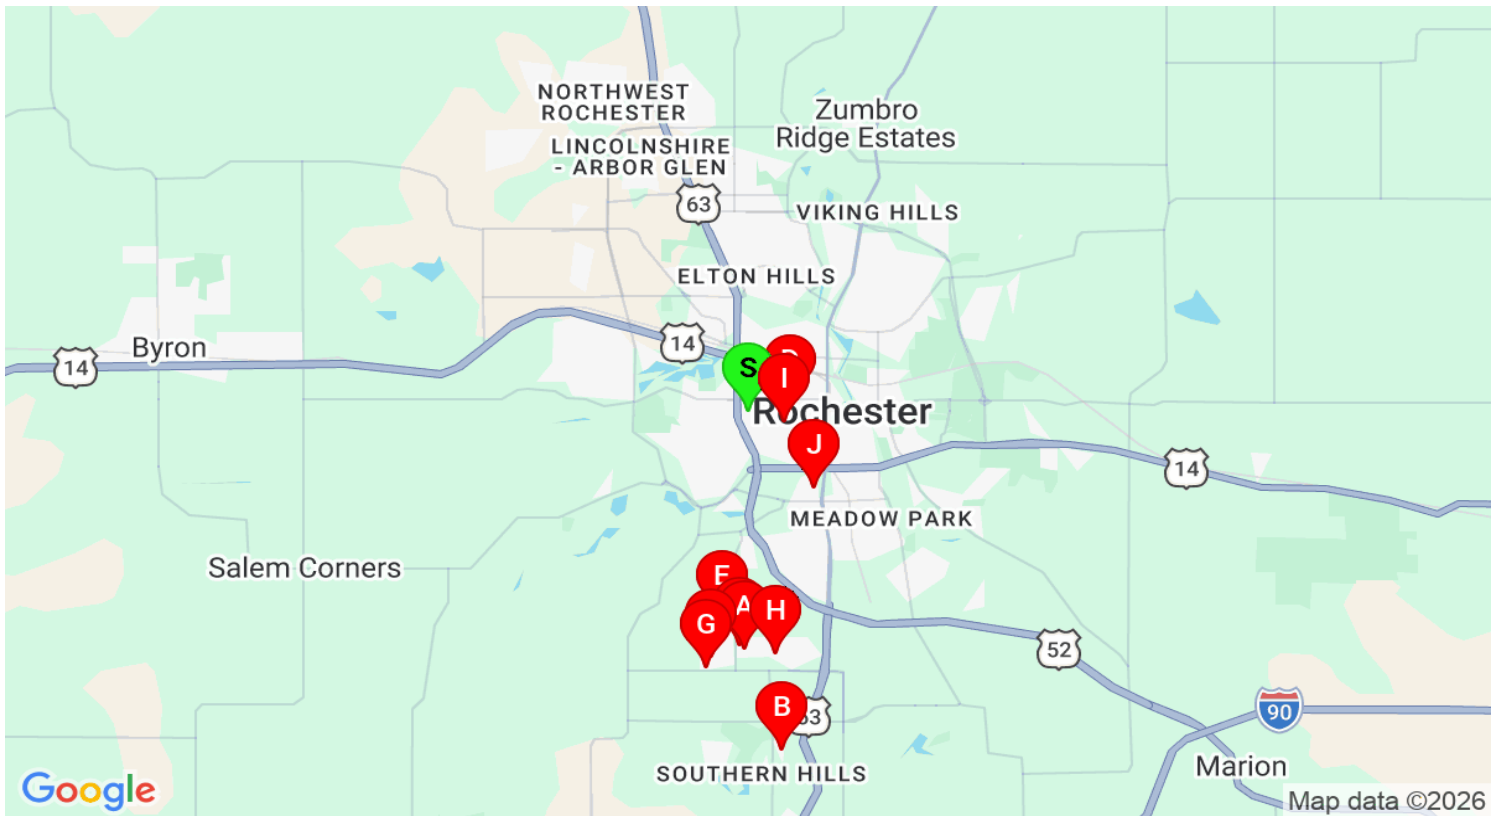 NORTHWEST
ROCHESTER
Zumbro
Ridge Estates
LINCOLNSHIRE
- ARBOR GLEN
63
VIKING HILLS
ELTON HILLS
Byron
14
14
S
D
I
Rochester
J
14
MEADOW PARK
Salem Corners
E
A
H
G
52
B
63
90
SOUTHERN HILLS
Marion
Google
Map data ©2026